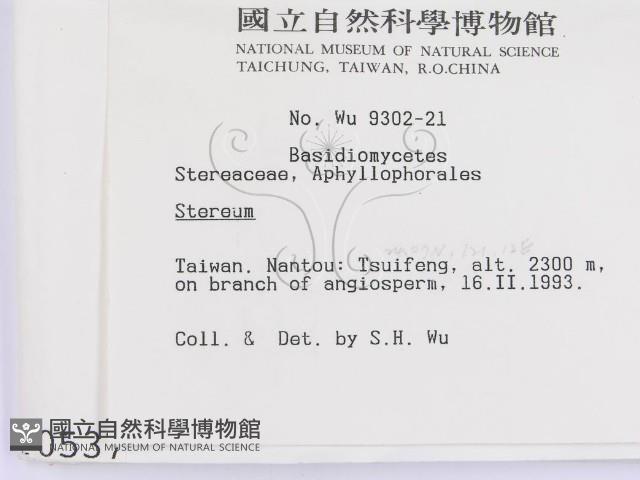 國立自然科學博物館
NATIONAL MUSEUM OF NATURAL SCIENCE
TAICHUNG, TAIWAN, R.O.CHINA
No. Wu 9302-21
Basidiomycetes
Stereaceae, Aphyllophorales
Stereum
Taiwan. Nantou: Tsuifeng, alt. 2300 m,
on branch of angiosperm, 16.II.1993.
Coll. & Det. by S.H. Wu
國立自然科學博物館
NATIONAL MUSEUM OF NATURAL SCIENCE